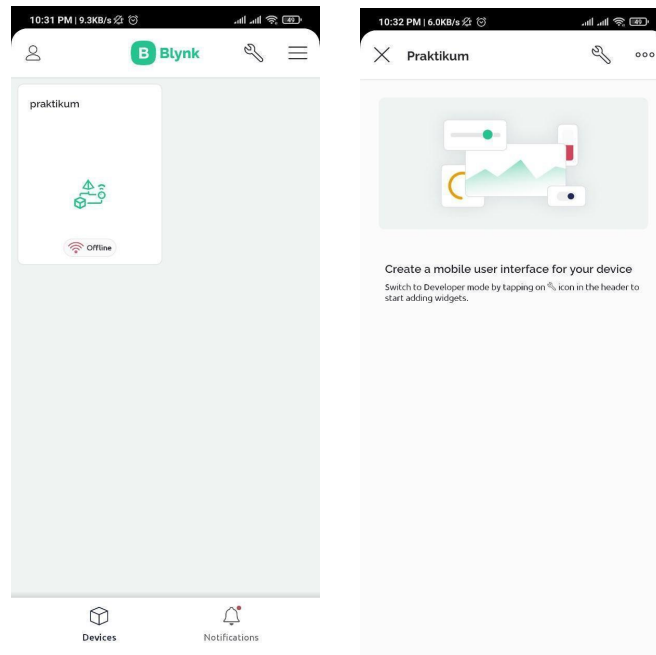 10:31 PM | 9.3KB/s
49
B Blynk
praktikum
Offline
Devices
Notifications
10:32 PM | 6.0KB/s
49
Praktikum
Create a mobile user interface for your device
Switch to Developer mode by tapping on icon in the header to
start adding widgets.